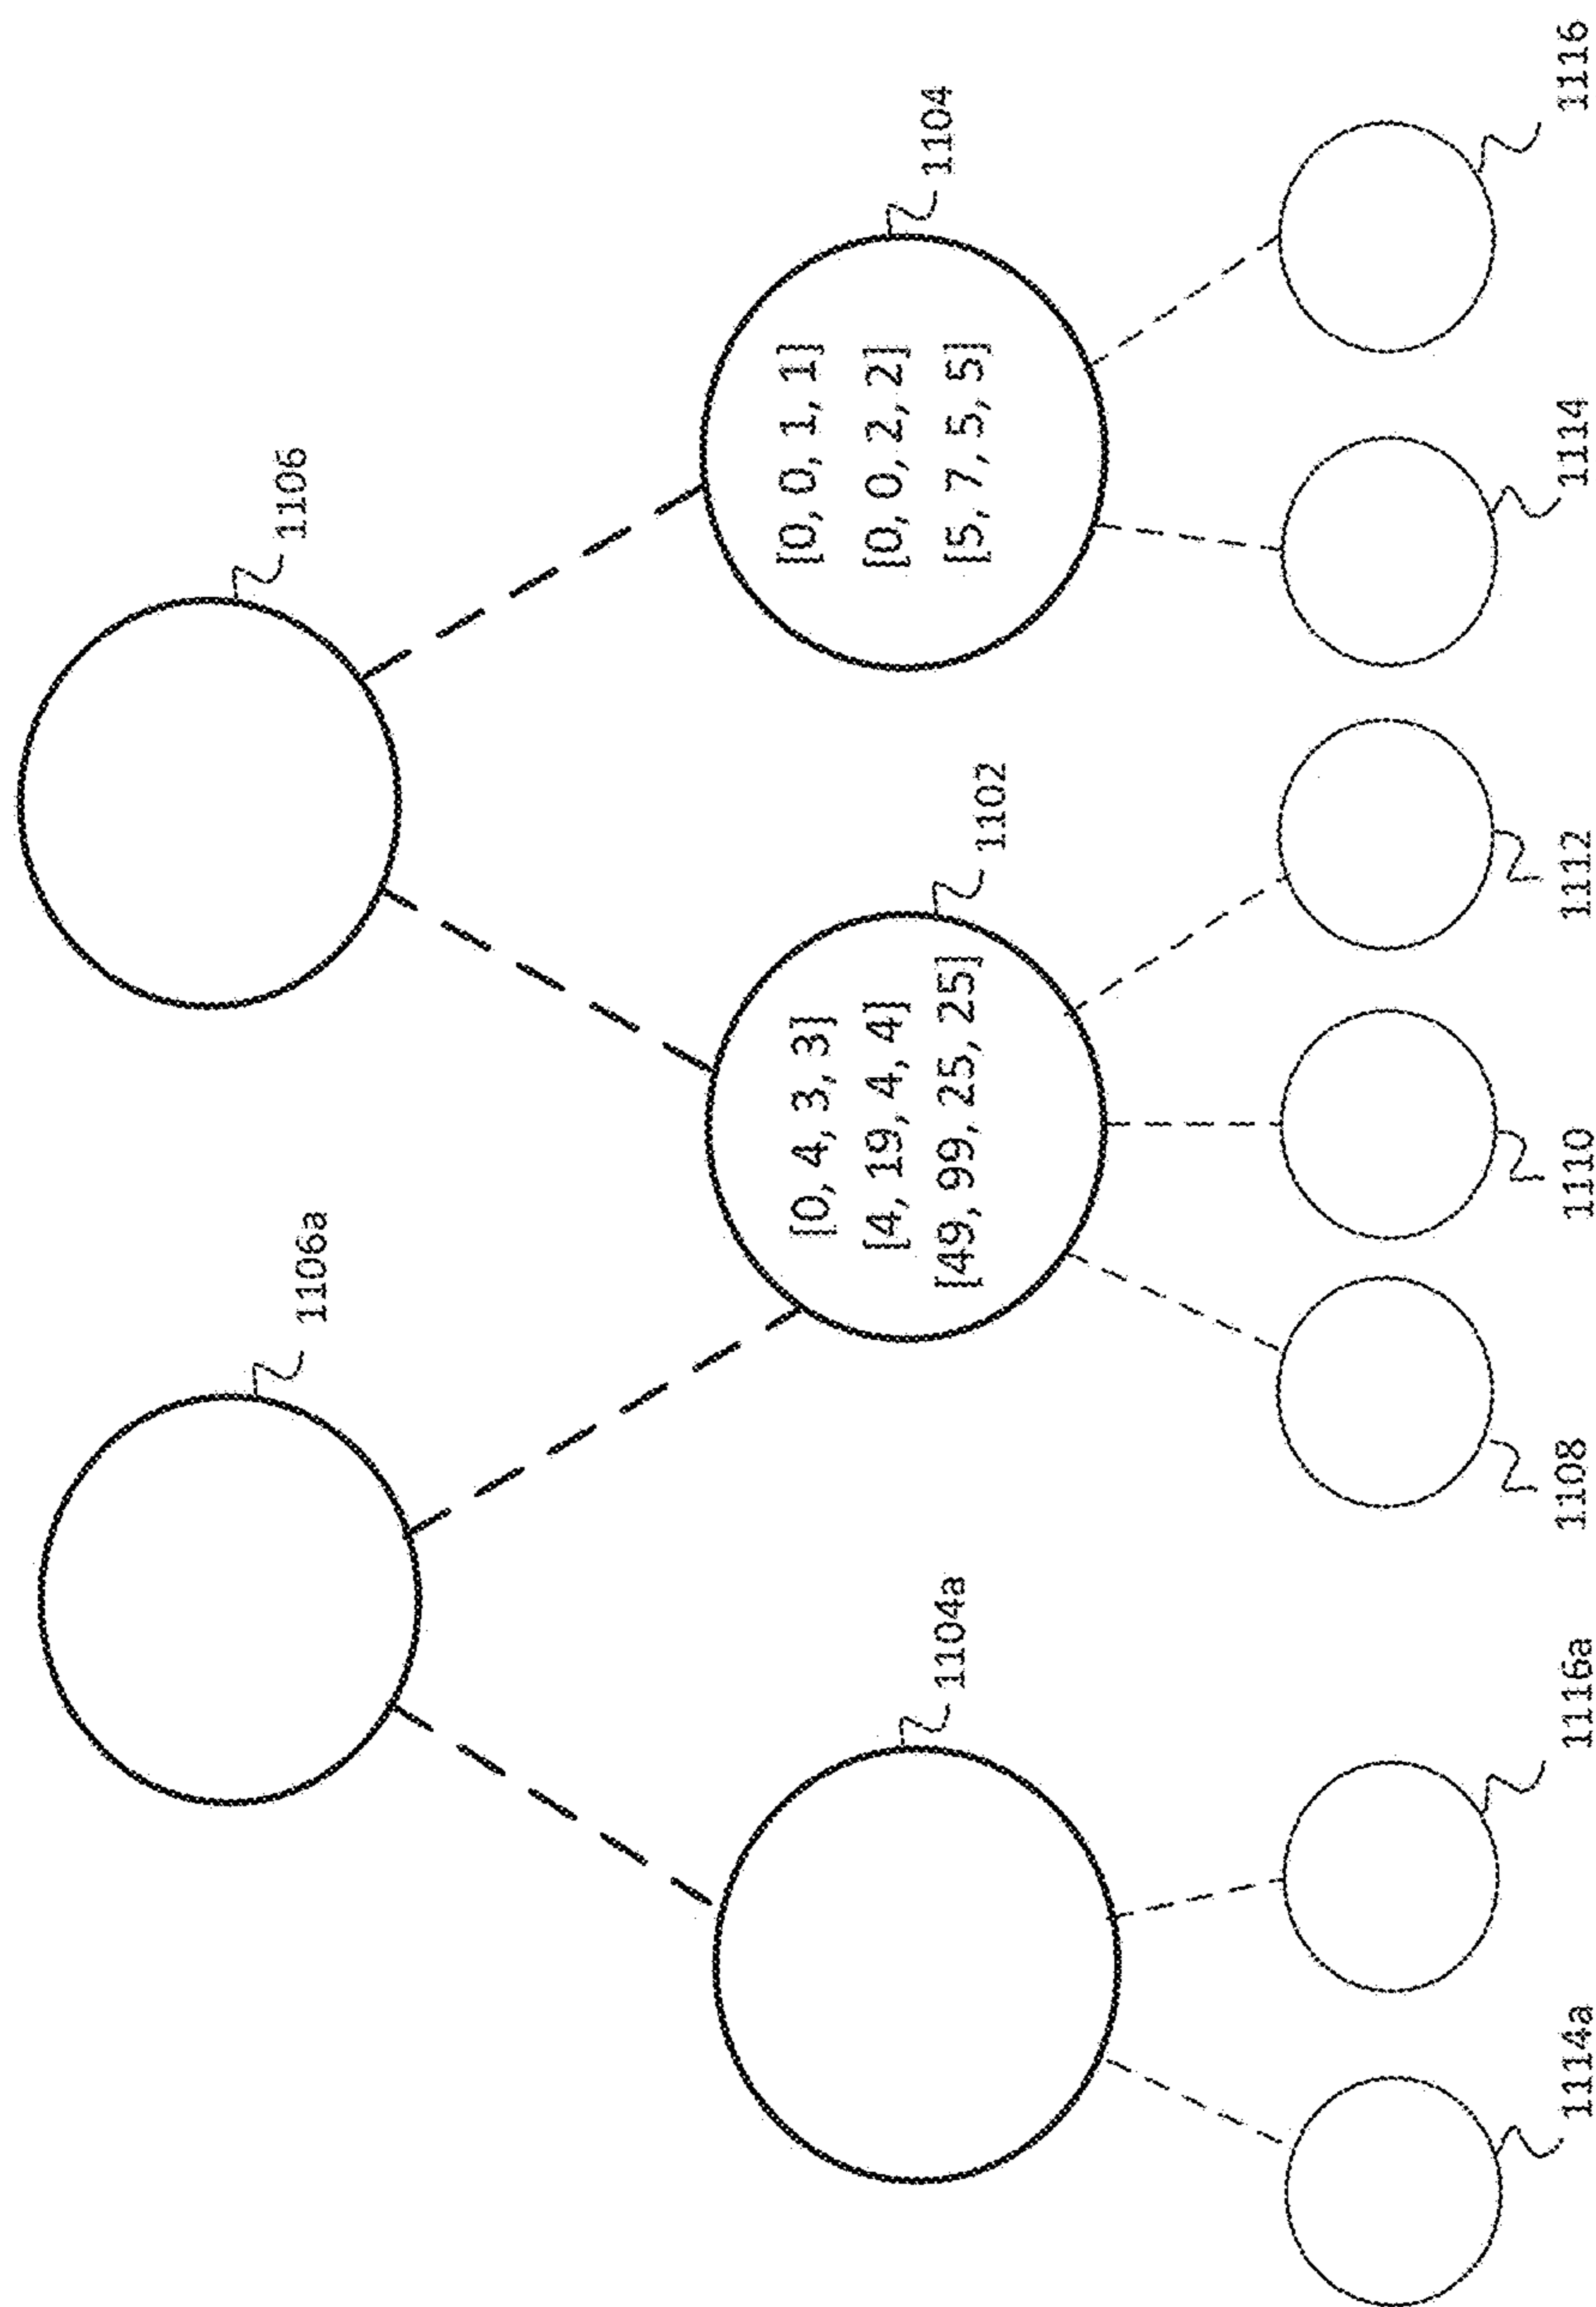 1106a
1106
1104a
1102
1104
[0, 4, 3, 3]
[4, 19, 4, 4]
[49, 99, 25, 25]
[0, 0, 1, 1]
[0, 0, 2, 2]
[5, 7, 5, 5]
1114a
1116a
1108
1110
1112
1114
1116